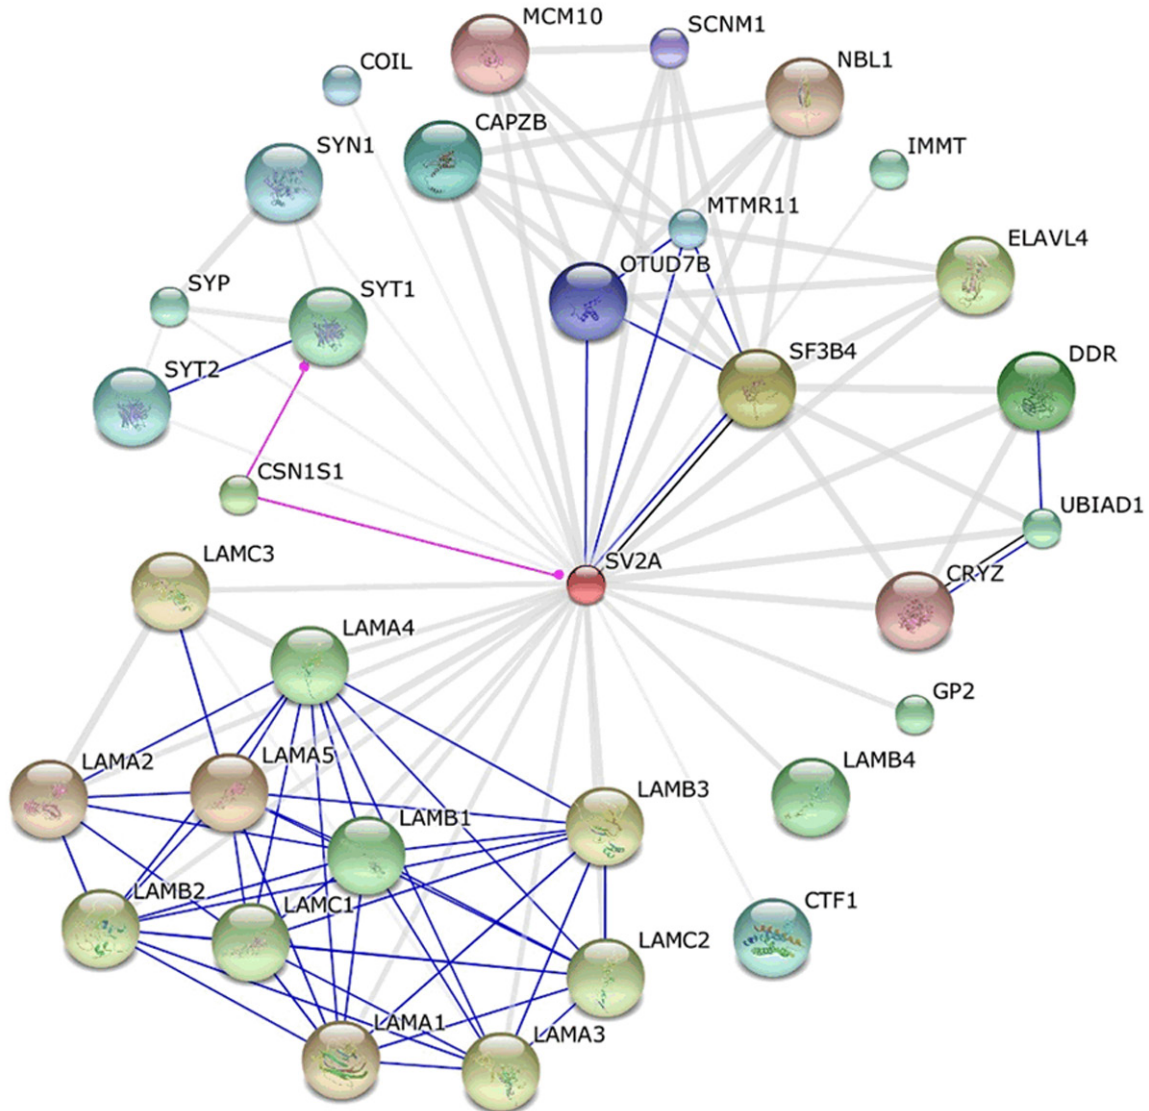 MCM10
SCNM1
COIL
NBL1
CAPZB
SYN1
IMMT
MTMR11
ELAVL4
OTUD7B
SYP
SYT1
SF3B4
DDR
SYT2
CSN1S1
UBIAD1
LAMC3
SV2A
CRYZ
LAMA4
GP2
LAMA2
LAMA5
LAMB4
LAMB3
LAMB1
LAMB2
LAMC1
CTF1
LAMC2
LAMA1
LAMA3